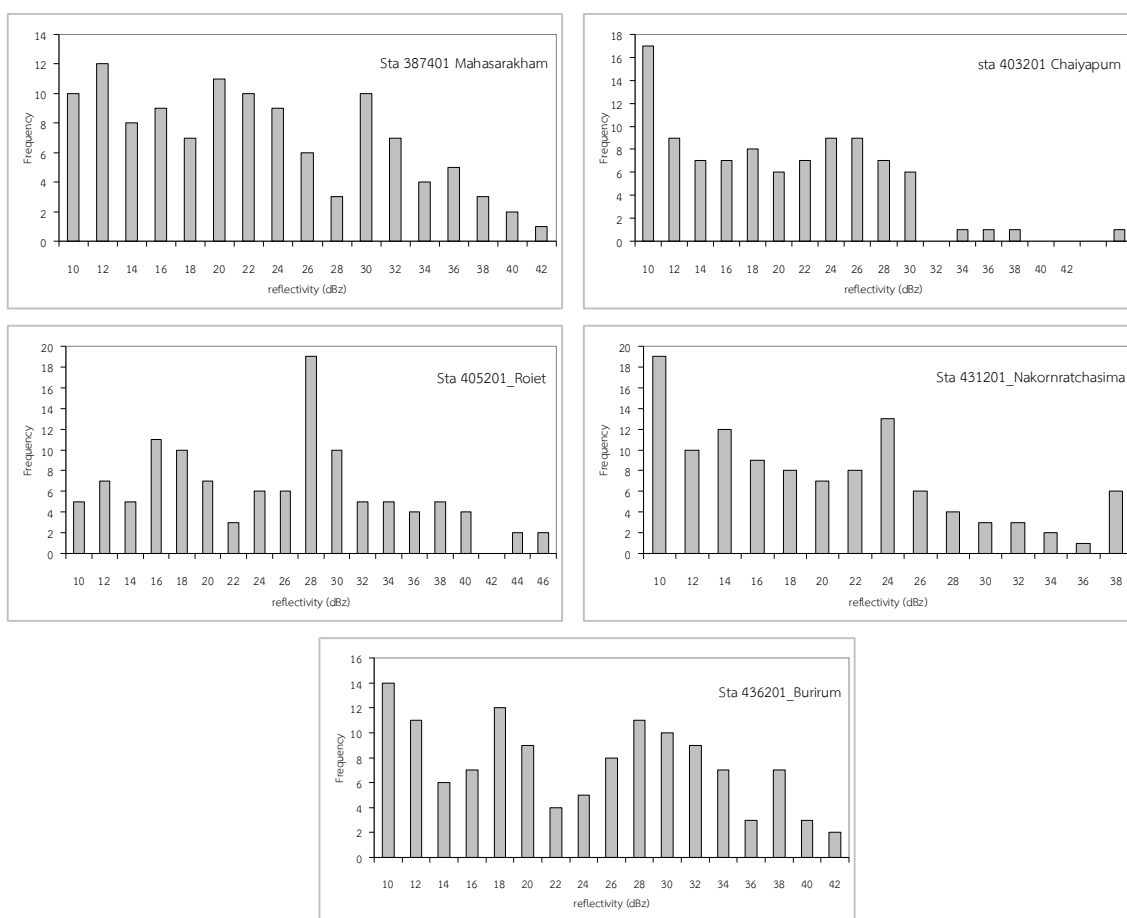 Sta 387401 Mahasarakham
Frequency
14
12
10
8
6
4
2
0
10 12 14 16 18 20 22 24 26 28 30 32 34 36 38 40 42
reflectivity (dBz)
sta 403201 Chaiyapum
Frequency
18
16
14
12
10
8
6
4
2
0
10 12 14 16 18 20 22 24 26 28 30 32 34 36 38 40 42
reflectivity (dBz)
Sta 405201_Roiet
Frequency
20
18
16
14
12
10
8
6
4
2
0
10 12 14 16 18 20 22 24 26 28 30 32 34 36 38 40 42 44 46
reflectivity (dBz)
Sta 431201_Nakornratchasima
Frequency
20
18
16
14
12
10
8
6
4
2
0
10 12 14 16 18 20 22 24 26 28 30 32 34 36 38
reflectivity (dBz)
Sta 436201_Burirum
Frequency
16
14
12
10
8
6
4
2
0
10 12 14 16 18 20 22 24 26 28 30 32 34 36 38 40 42
reflectivity (dBz)